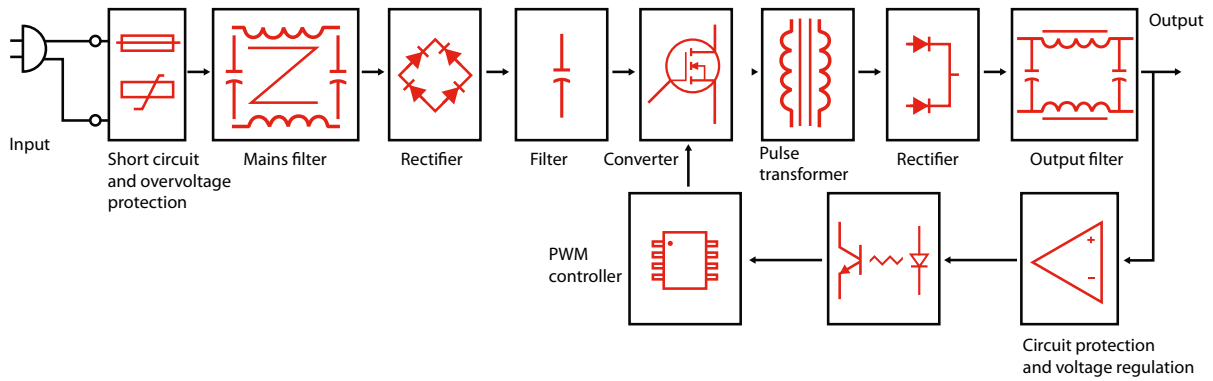 Output
Input
Short circuit
and overvoltage
protection
Mains filter
Rectifier
Filter
Converter
Pulse
transformer
Rectifier
Output filter
PWM
controller
+
−
Circuit protection
and voltage regulation